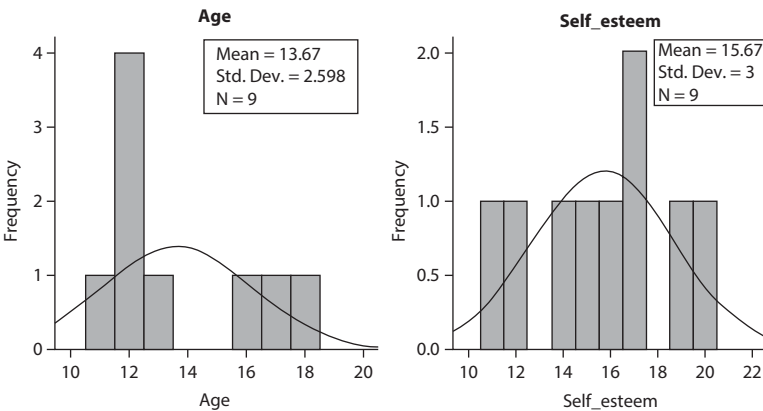 Age
Mean = 13.67
Std. Dev. = 2.598
N = 9
4
3
2
1
0
Frequency
10 12 14 16 18 20
Age
Self_esteem
Mean = 15.67
Std. Dev. = 3
N = 9
2.0
1.5
1.0
0.5
0.0
Frequency
10 12 14 16 18 20 22
Self_esteem